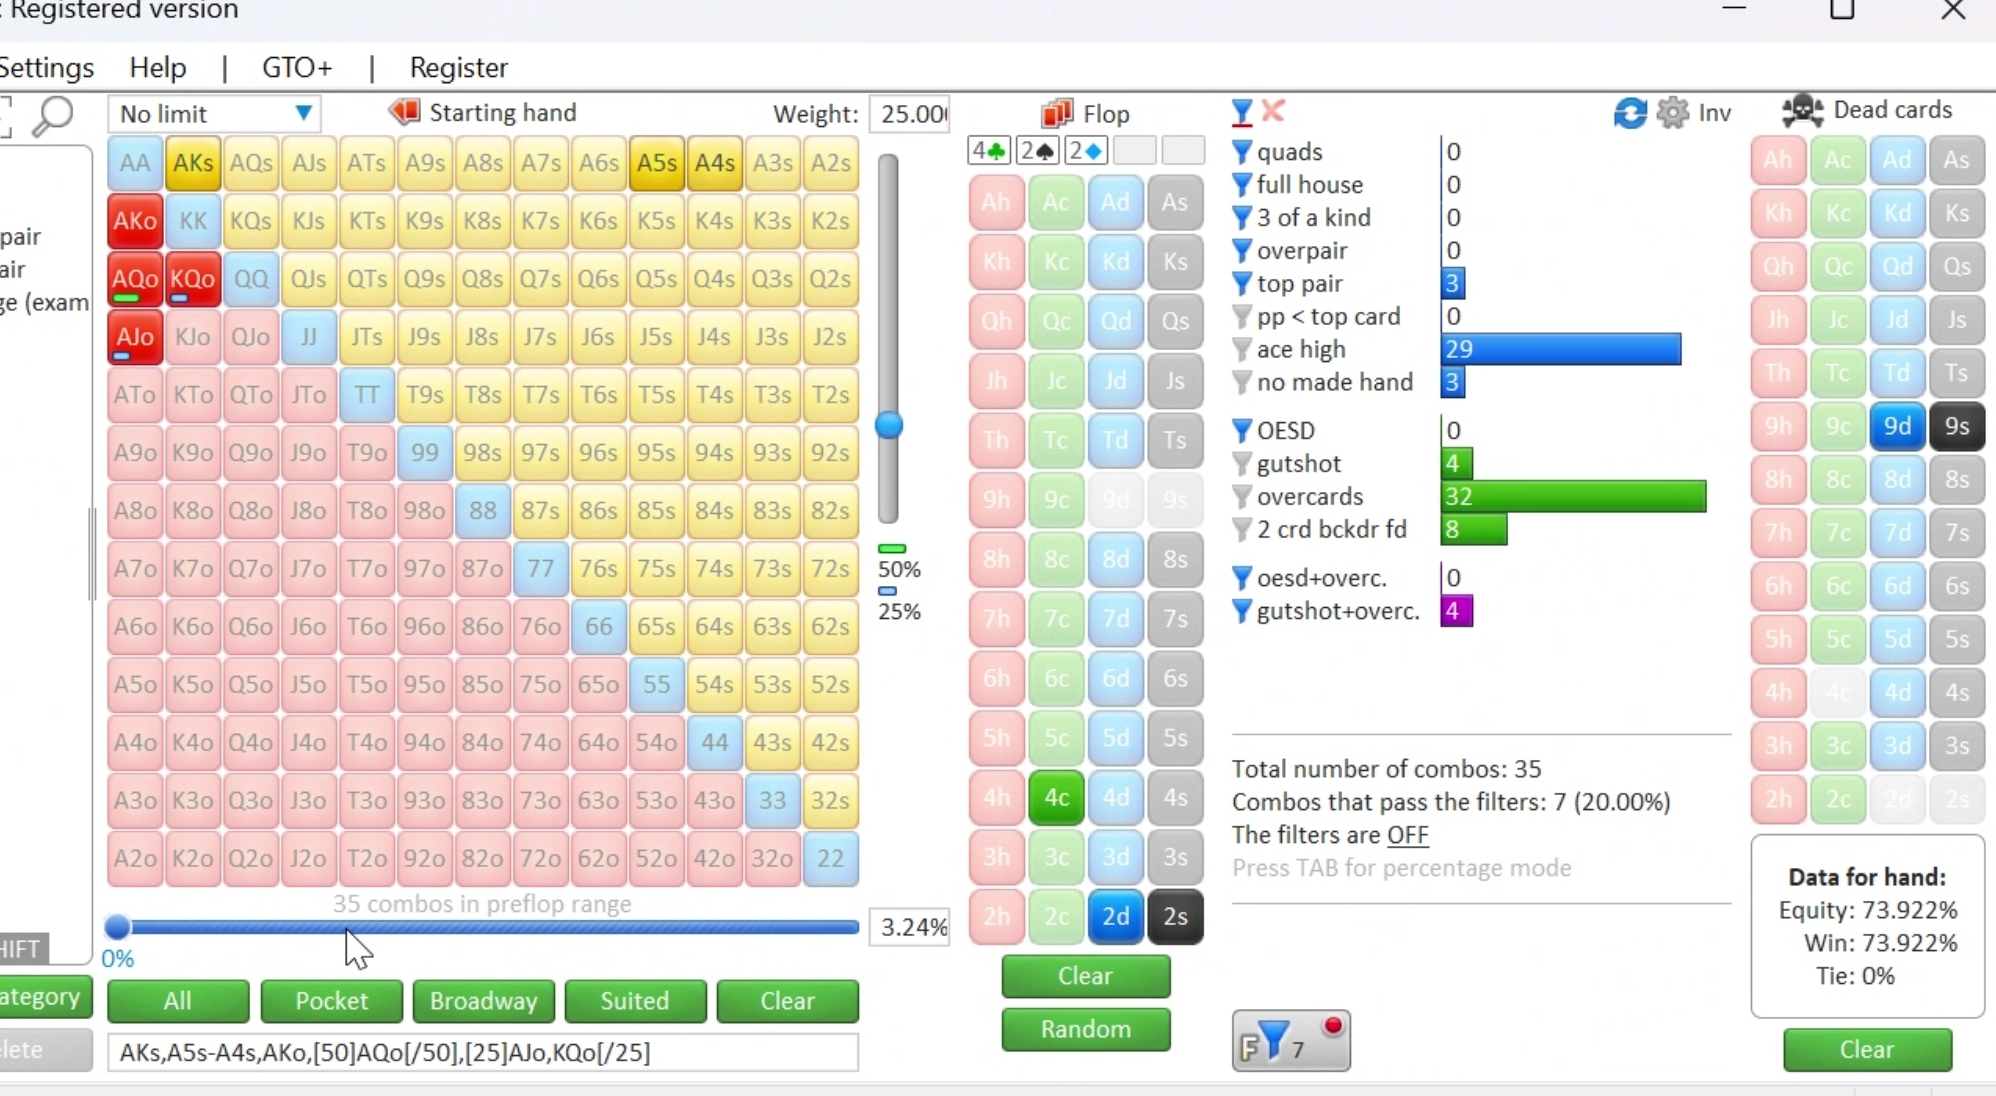 : Registered version
Settings Help | GTO+ | Register
No limit Starting hand Weight: 25.00 Flop Inv Dead cards
4♣ 2♠ 2♦
AA AKs AQs AJs ATs A9s A8s A7s A6s A5s A4s A3s A2s
AKo KK KQs KJs KTs K9s K8s K7s K6s K5s K4s K3s K2s
AQo KQo QQ QJs QTs Q9s Q8s Q7s Q6s Q5s Q4s Q3s Q2s
AJo KJo QJo JJ JTs J9s J8s J7s J6s J5s J4s J3s J2s
ATo KTo QTo JTo TT T9s T8s T7s T6s T5s T4s T3s T2s
A9o K9o Q9o J9o T9o 99 98s 97s 96s 95s 94s 93s 92s
A8o K8o Q8o J8o T8o 98o 88 87s 86s 85s 84s 83s 82s
A7o K7o Q7o J7o T7o 97o 87o 77 76s 75s 74s 73s 72s
A6o K6o Q6o J6o T6o 96o 86o 76o 66 65s 64s 63s 62s
A5o K5o Q5o J5o T5o 95o 85o 75o 65o 55 54s 53s 52s
A4o K4o Q4o J4o T4o 94o 84o 74o 64o 54o 44 43s 42s
A3o K3o Q3o J3o T3o 93o 83o 73o 63o 53o 43o 33 32s
A2o K2o Q2o J2o T2o 92o 82o 72o 62o 52o 42o 32o 22
pair
air
ge (exam
HIFT
ategory
elete
50%
25%
35 combos in preflop range
3.24%
0%
All Pocket Broadway Suited Clear
AKs,A5s-A4s,AKo,[50]AQo[/50],[25]AJo,KQo[/25]
Ah Ac Ad As
Kh Kc Kd Ks
Qh Qc Qd Qs
Jh Jc Jd Js
Th Tc Td Ts
9h 9c 9d 9s
8h 8c 8d 8s
7h 7c 7d 7s
6h 6c 6d 6s
5h 5c 5d 5s
4h 4c 4d 4s
3h 3c 3d 3s
2h 2c 2d 2s
Clear
Random
quads 0
full house 0
3 of a kind 0
overpair 0
top pair 3
pp < top card 0
ace high 29
no made hand 3
OESD 0
gutshot 4
overcards 32
2 crd bckdr fd 8
oesd+overc. 0
gutshot+overc. 4
Total number of combos: 35
Combos that pass the filters: 7 (20.00%)
The filters are OFF
Press TAB for percentage mode
F 7
Ah Ac Ad As
Kh Kc Kd Ks
Qh Qc Qd Qs
Jh Jc Jd Js
Th Tc Td Ts
9h 9c 9d 9s
8h 8c 8d 8s
7h 7c 7d 7s
6h 6c 6d 6s
5h 5c 5d 5s
4h 4c 4d 4s
3h 3c 3d 3s
2h 2c 2d 2s
Data for hand:
Equity: 73.922%
Win: 73.922%
Tie: 0%
Clear